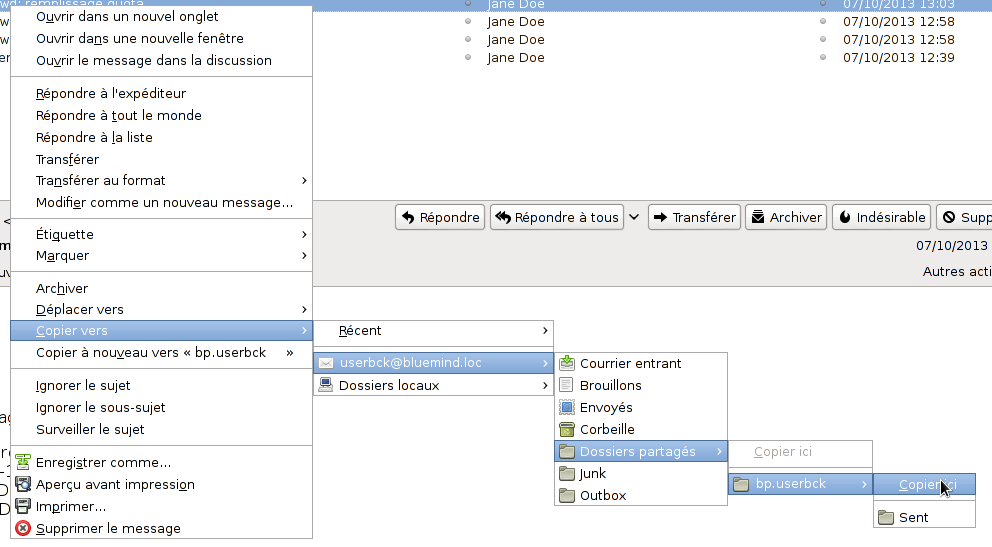 wd: remplissage quota Jane Doe 07/10/2013 13:03
Jane Doe 07/10/2013 12:58
Jane Doe 07/10/2013 12:58
Jane Doe 07/10/2013 12:39
Ouvrir dans un nouvel onglet
Ouvrir dans une nouvelle fenêtre
Ouvrir le message dans la discussion
Répondre à l'expéditeur
Répondre à tout le monde
Répondre à la liste
Transférer
Transférer au format
Modifier comme un nouveau message...
Répondre Répondre à tous Transférer Archiver Indésirable Supp
Étiquette
07/10/2013
Marquer
Autres acti
Archiver
Déplacer vers
Copier vers
Copier à nouveau vers « bp.userbck »
Ignorer le sujet
Ignorer le sous-sujet
Surveiller le sujet
Enregistrer comme...
Aperçu avant impression
Imprimer...
Supprimer le message
Récent
userbck@bluemind.loc
Dossiers locaux
Courrier entrant
Brouillons
Envoyés
Corbeille
Dossiers partagés
Junk
Outbox
Copier ici
bp.userbck
Copier ici
Sent